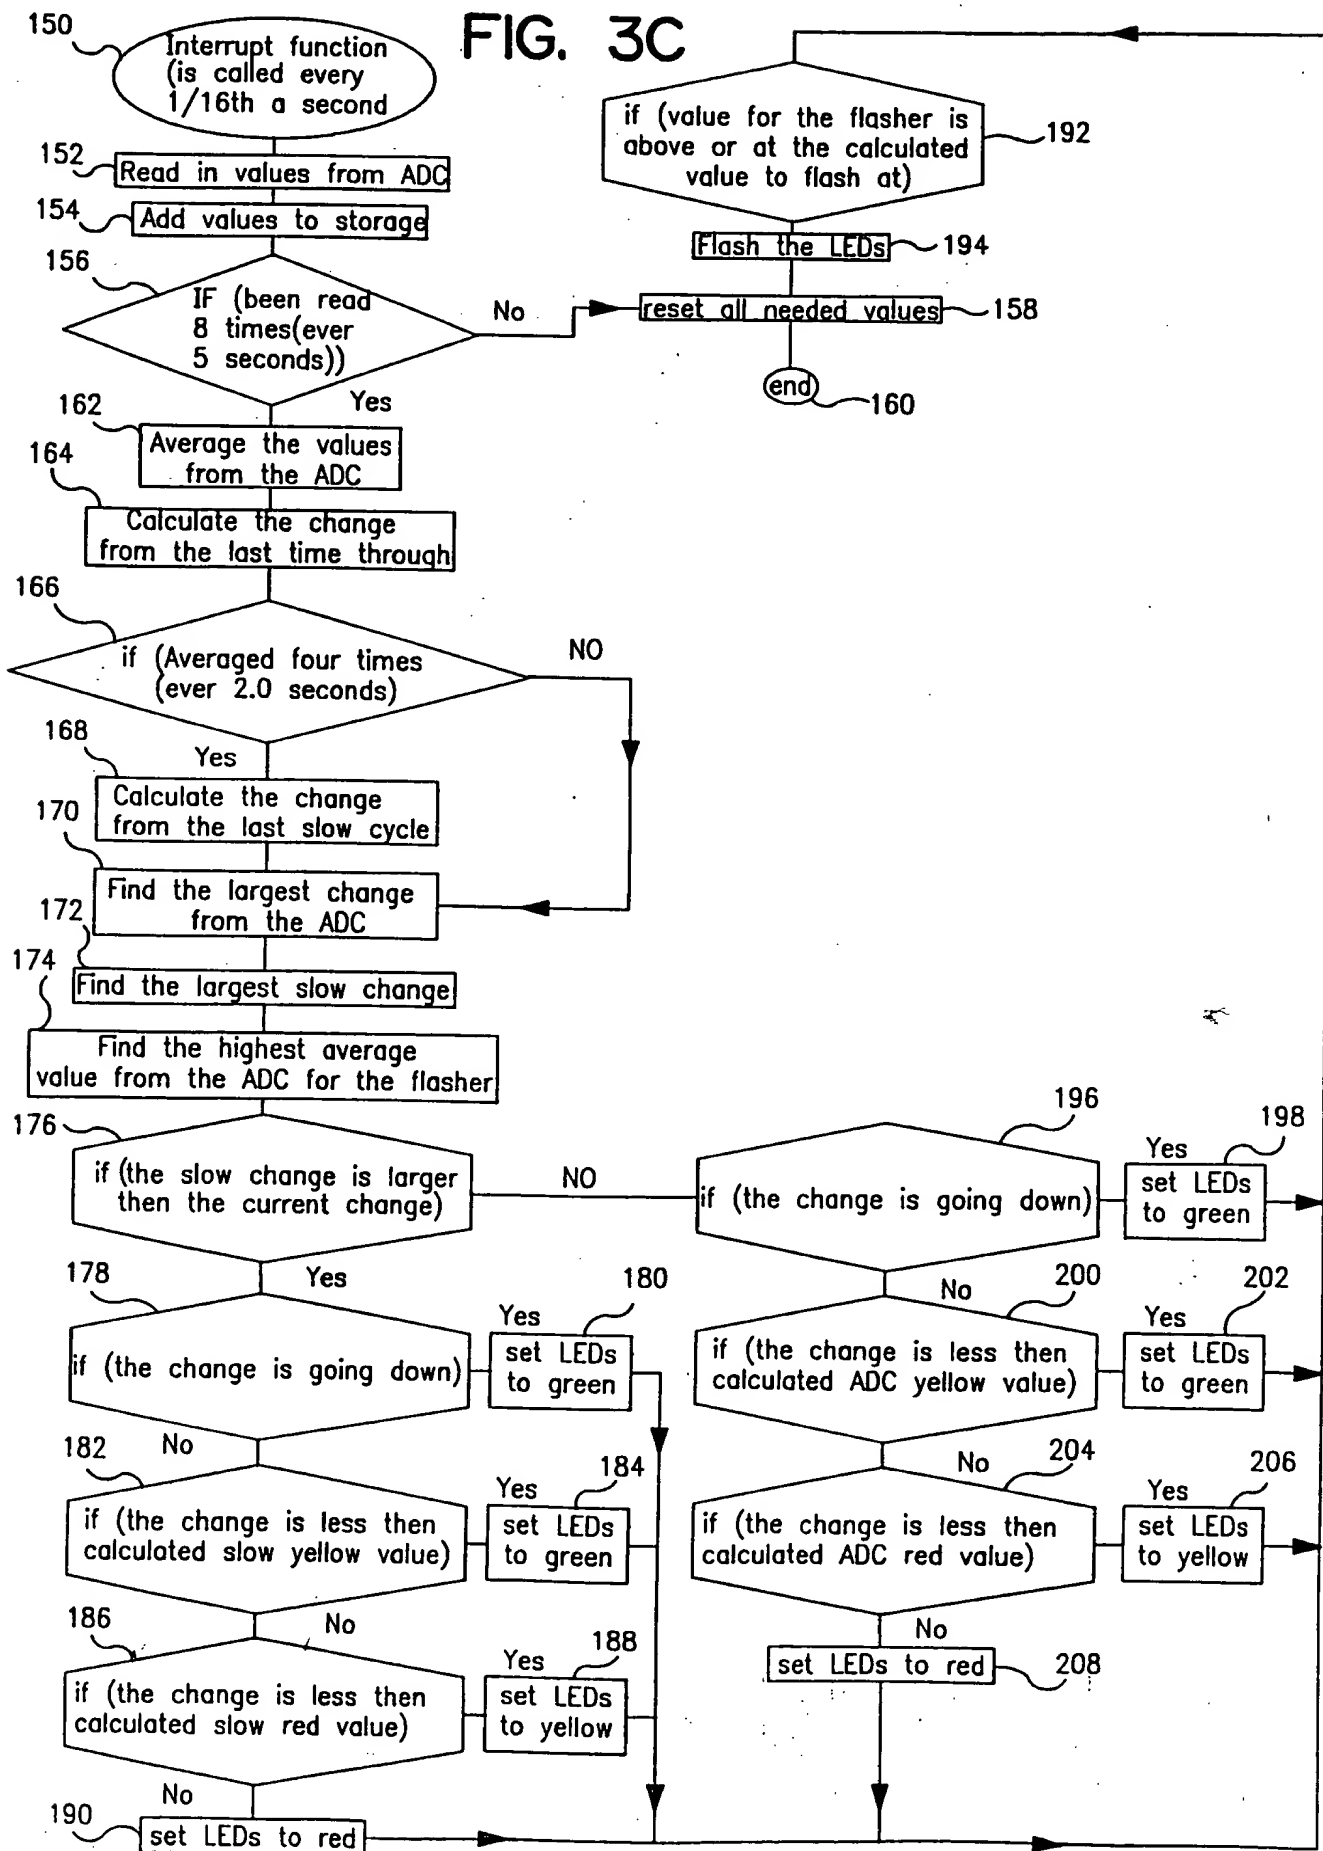 FIG. 3C
150
Interrupt function
(is called every
1/16th a second
152
Read in values from ADC
154
Add values to storage
156
IF (been read
8 times(ever
5 seconds))
No
Yes
162
Average the values
from the ADC
164
Calculate the change
from the last time through
166
if (Averaged four times
(ever 2.0 seconds)
NO
Yes
168
Calculate the change
from the last slow cycle
170
Find the largest change
from the ADC
172
Find the largest slow change
174
Find the highest average
value from the ADC for the flasher
176
if (the slow change is larger
then the current change)
NO
Yes
178
if (the change is going down)
Yes
180
set LEDs
to green
No
182
if (the change is less then
calculated slow yellow value)
Yes
184
set LEDs
to green
No
186
if (the change is less then
calculated slow red value)
Yes
188
set LEDs
to yellow
No
190
set LEDs to red
if (value for the flasher is
above or at the calculated
value to flash at)
192
Flash the LEDs
194
reset all needed values
158
end
160
196
if (the change is going down)
Yes
198
set LEDs
to green
No
200
if (the change is less then
calculated ADC yellow value)
Yes
202
set LEDs
to green
No
204
if (the change is less then
calculated ADC red value)
Yes
206
set LEDs
to yellow
No
set LEDs to red
208